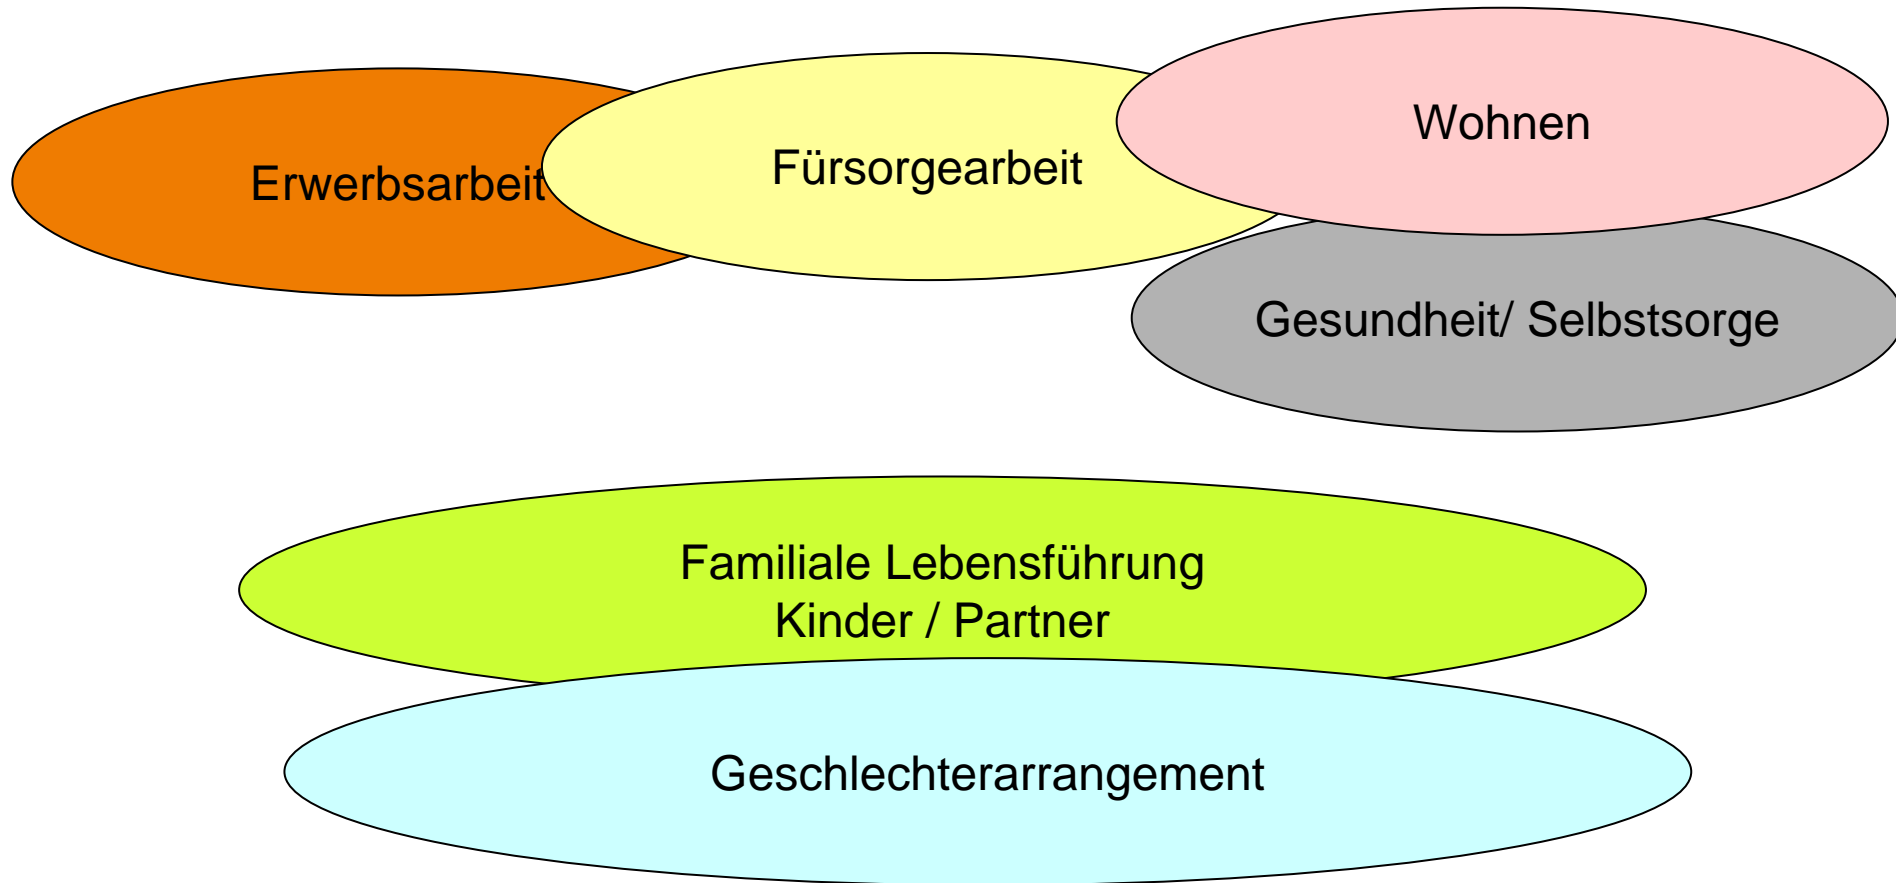 Erwerbsarbeit
Fürsorgearbeit
Wohnen
Gesundheit/ Selbstsorge
Familiale Lebensführung
Kinder / Partner
Geschlechterarrangement